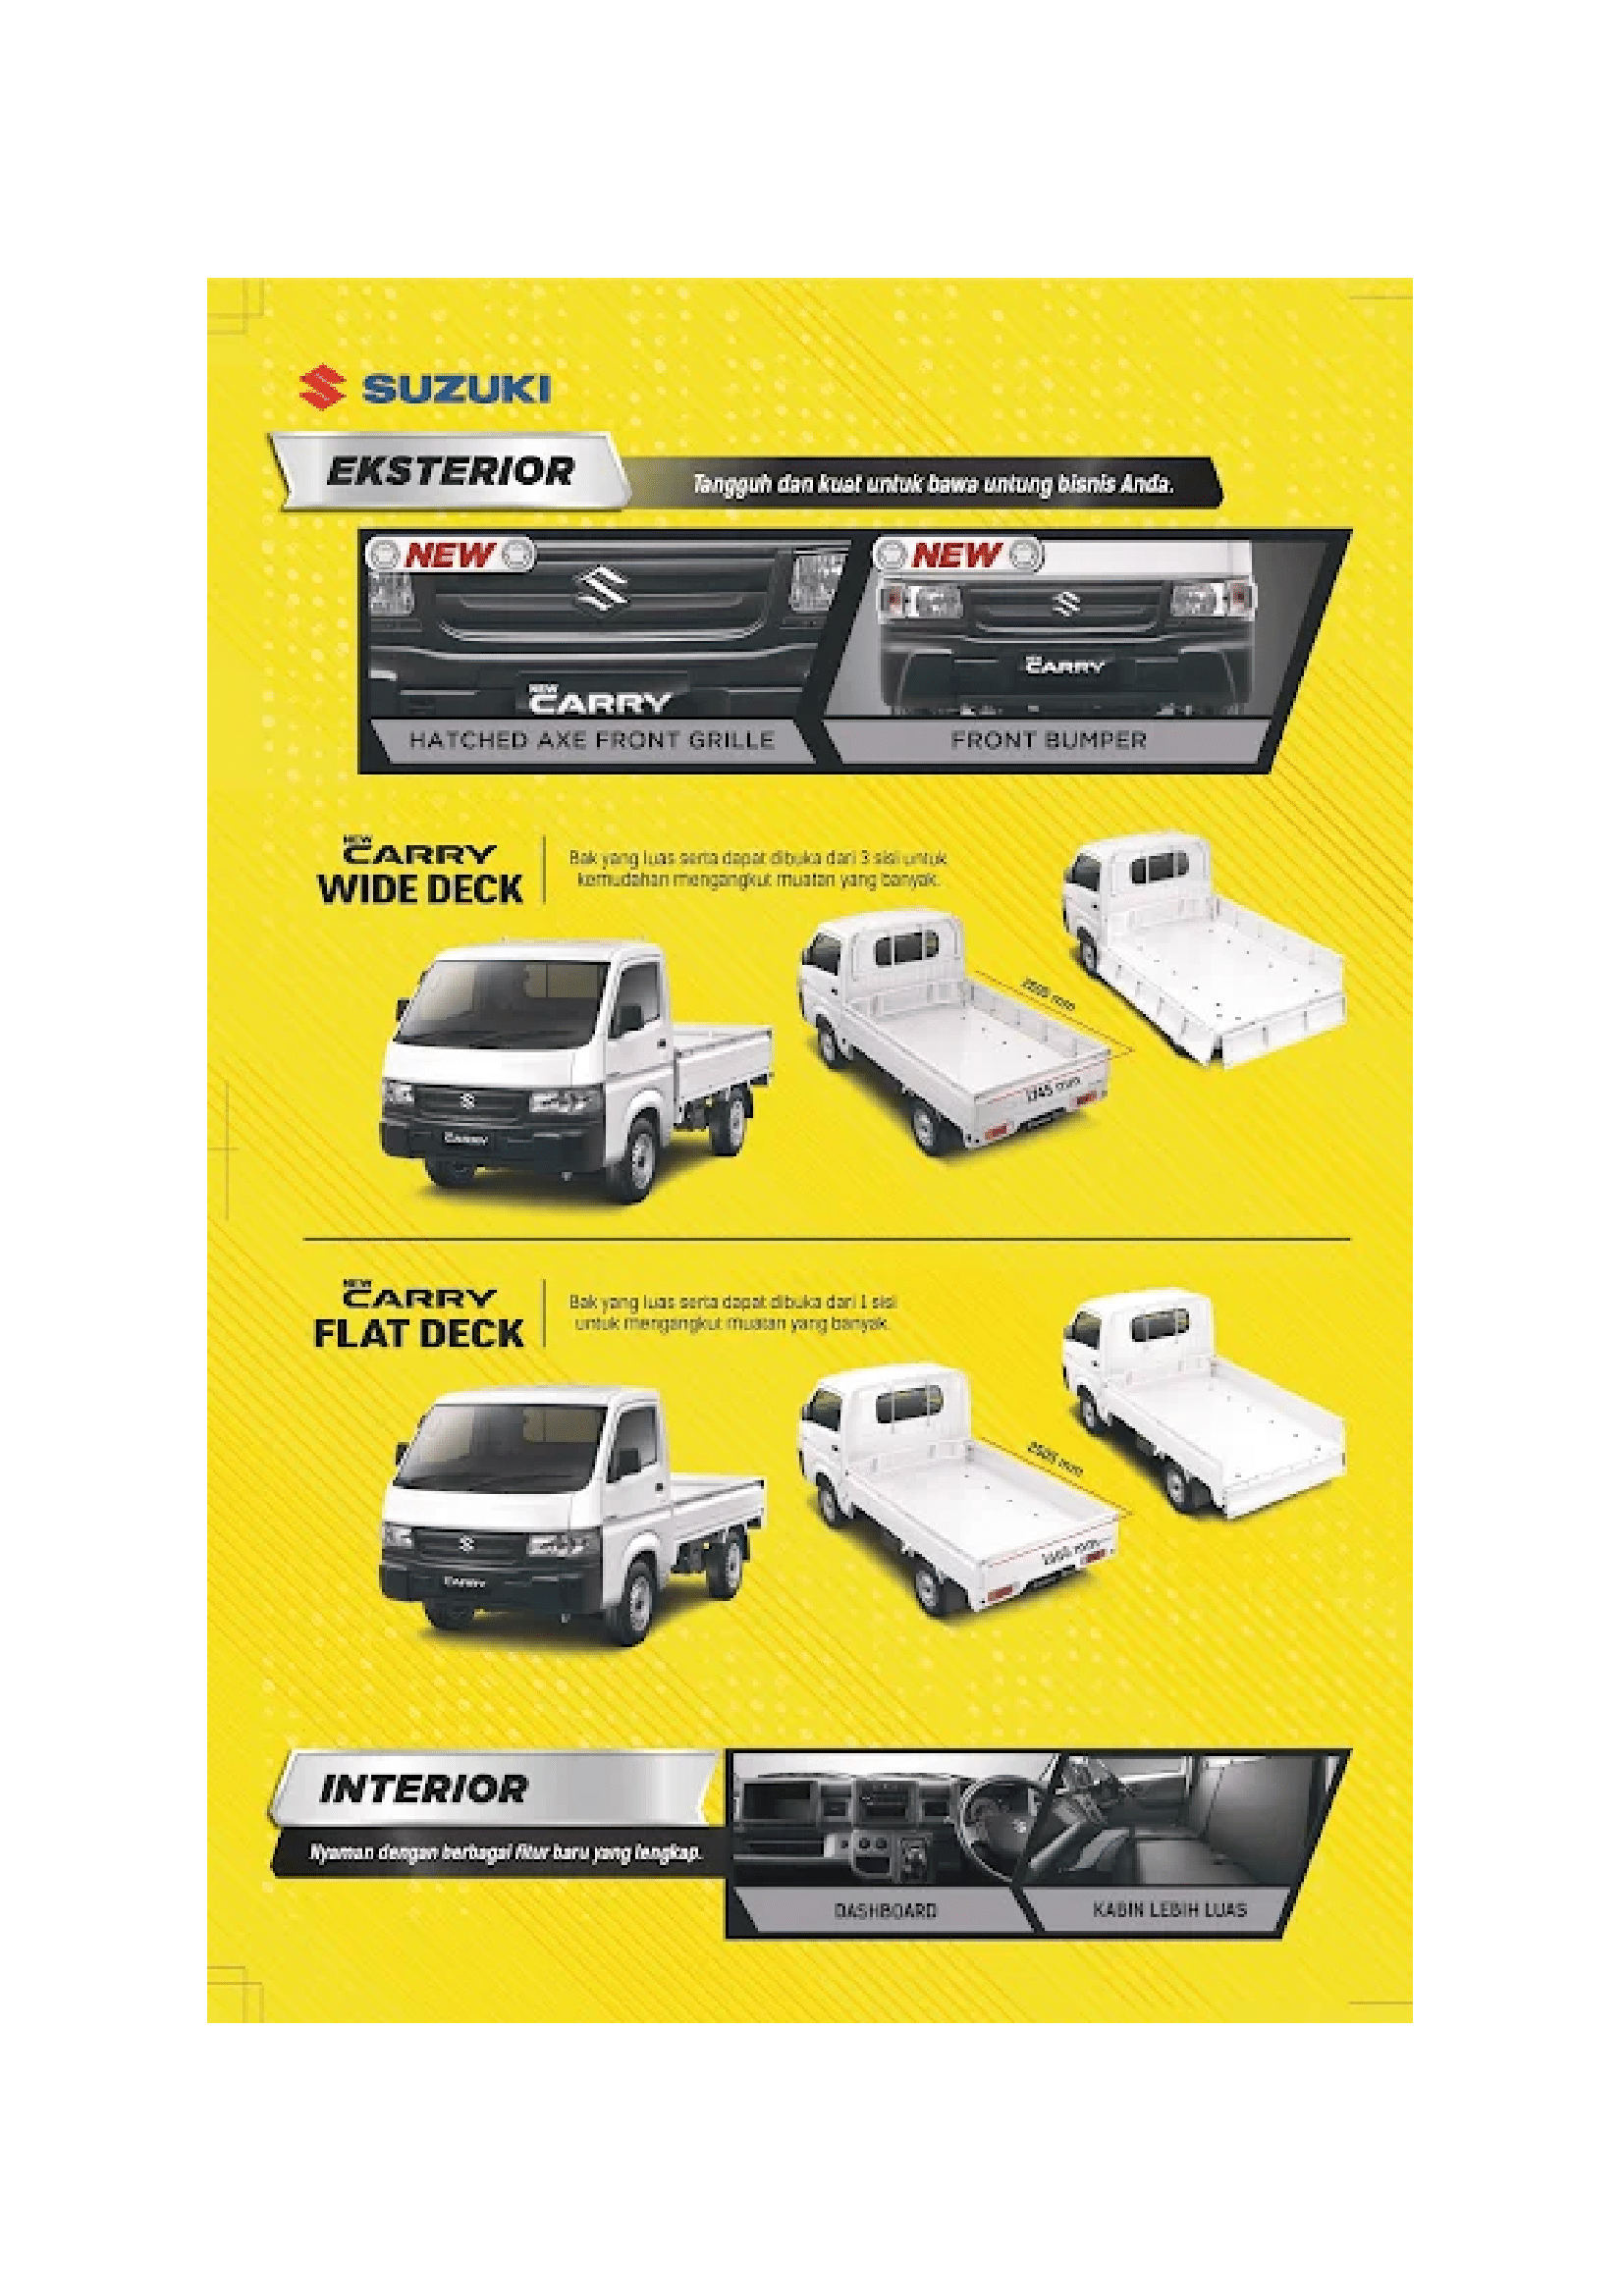 SUZUKI
EKSTERIOR
Tangguh dan kuat untuk bawa untung bisnis Anda.
NEW
NEW
NEW
CARRY
NEW
CARRY
HATCHED AXE FRONT GRILLE
FRONT BUMPER
NEW
CARRY
WIDE DECK
Bak yang luas serta dapat dibuka dari 3 sisi untuk
kemudahan mengangkut muatan yang banyak.
mm
1745 mm
CARRY
NEW
CARRY
FLAT DECK
Bak yang luas serta dapat dibuka dari 1 sisi
untuk mengangkut muatan yang banyak.
2505 mm
mm
CARRY
INTERIOR
Nyaman dengan berbagai fitur baru yang lengkap.
DASHBOARD
KABIN LEBIH LUAS